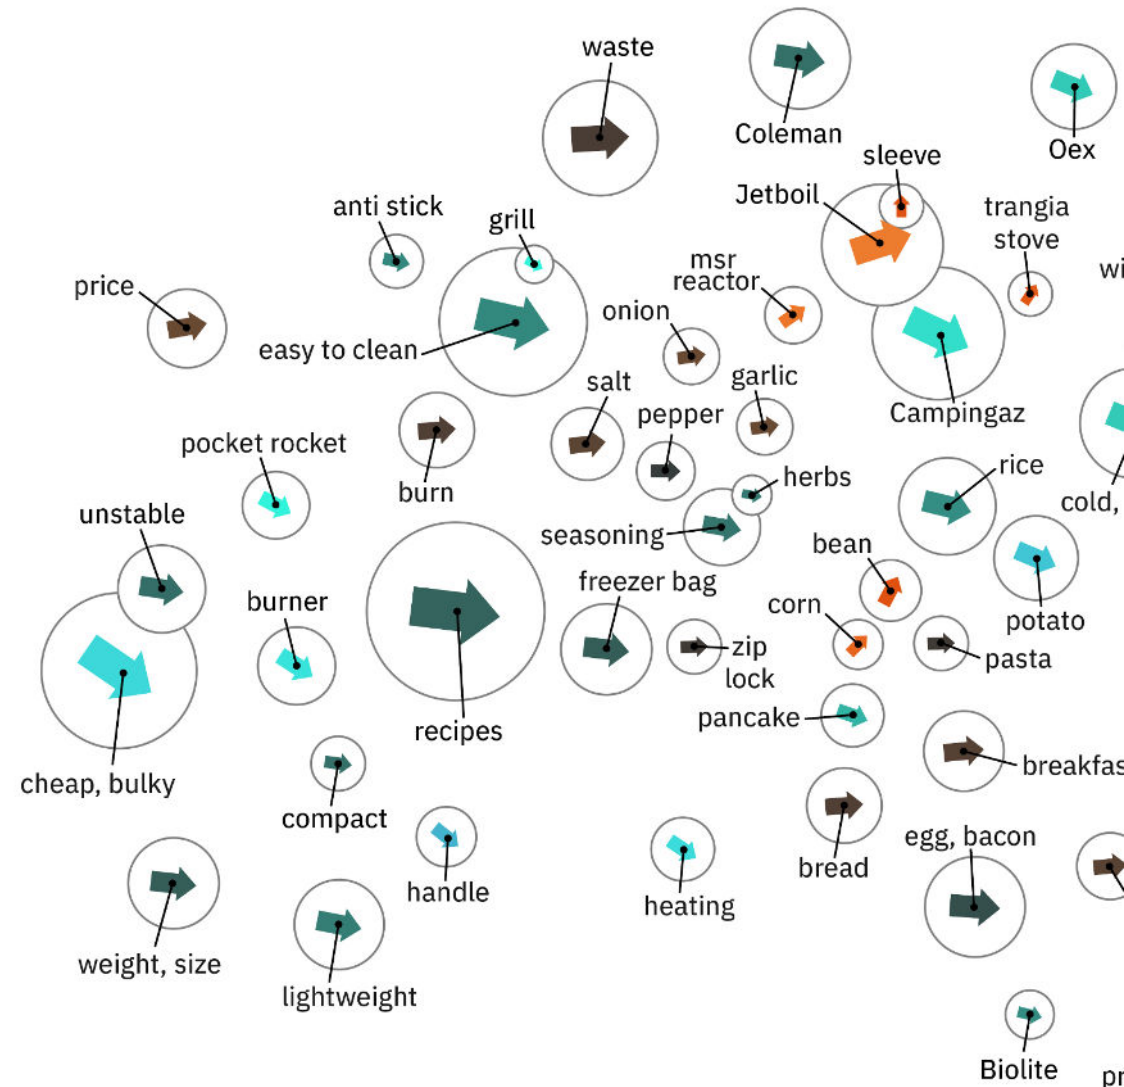 waste
Coleman
Oex
sleeve
Jetboil
anti stick
grill
trangia
stove
msr
reactor
wi
price
onion
easy to clean
salt
garlic
pepper
Campingaz
pocket rocket
burn
herbs
rice
cold,
unstable
seasoning
bean
freezer bag
burner
corn
potato
zip
lock
pasta
recipes
pancake
cheap, bulky
breakfas
compact
egg, bacon
bread
handle
heating
weight, size
lightweight
Biolite
pr